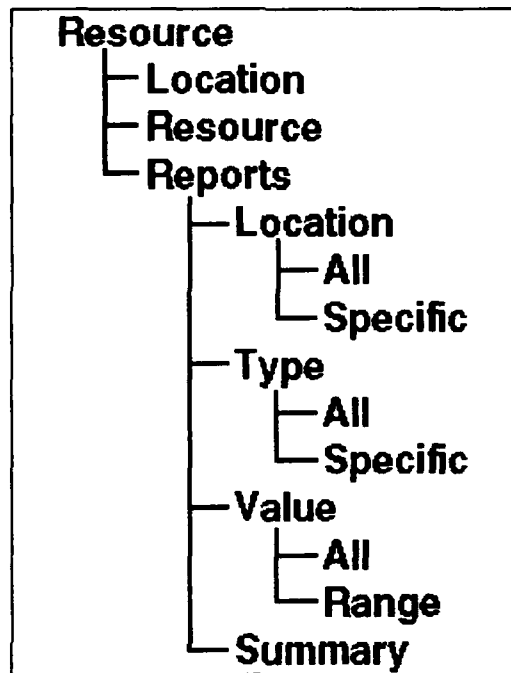 Resource
Location
Resource
Reports
Location
All
Specific
Type
All
Specific
Value
All
Range
Summary